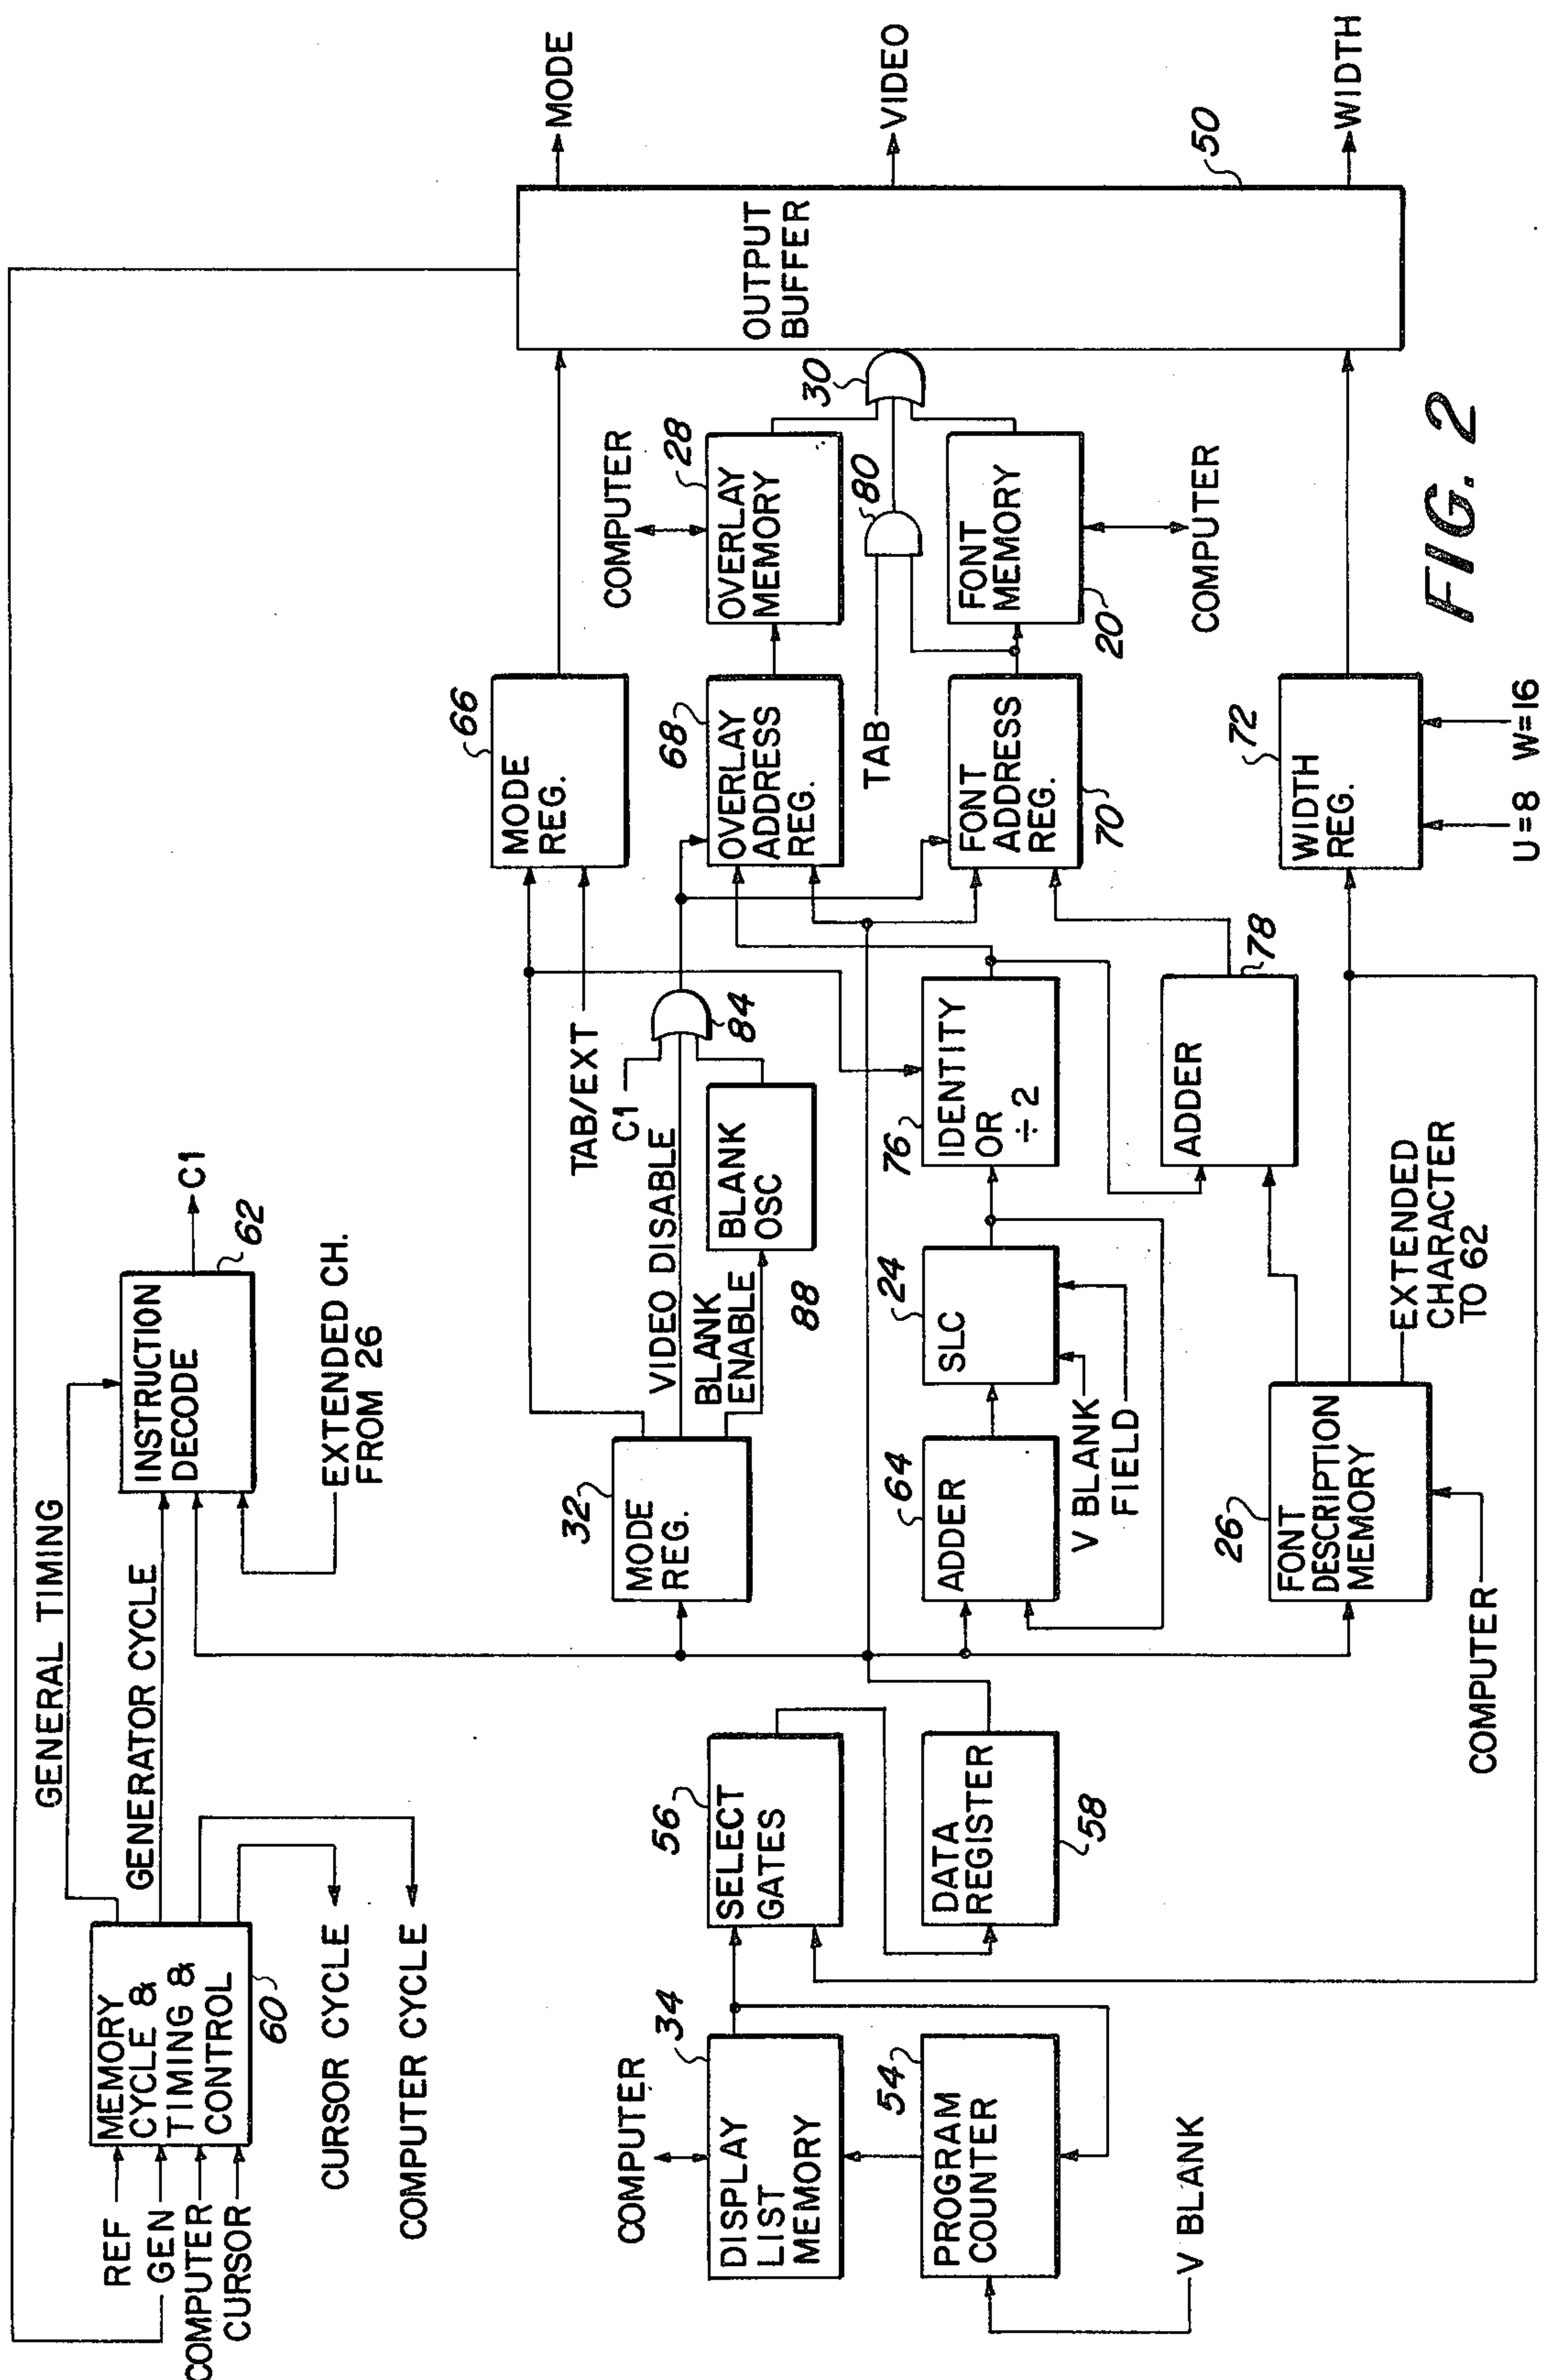 GENERAL TIMING
REF
GEN
COMPUTER
CURSOR
MEMORY
CYCLE &
TIMING &
CONTROL
60
GENERATOR CYCLE
CURSOR CYCLE
COMPUTER CYCLE
INSTRUCTION
DECODE
62
C1
EXTENDED CH.
FROM 26
COMPUTER
DISPLAY
LIST
MEMORY
34
PROGRAM
COUNTER
54
V BLANK
SELECT
GATES
56
DATA
REGISTER
58
MODE
REG.
32
VIDEO DISABLE
BLANK
ENABLE
BLANK
OSC
88
C1
84
TAB/EXT
MODE
REG.
66
ADDER
64
SLC
24
V BLANK
FIELD
IDENTITY
OR
÷ 2
76
ADDER
78
FONT
DESCRIPTION
MEMORY
26
COMPUTER
EXTENDED
CHARACTER
TO 62
OVERLAY
ADDRESS
REG.
68
TAB
FONT
ADDRESS
REG.
70
WIDTH
REG.
72
U=8 W=16
COMPUTER
OVERLAY
MEMORY
28
80
FONT
MEMORY
20
COMPUTER
30
OUTPUT
BUFFER
50
MODE
VIDEO
WIDTH
FIG. 2